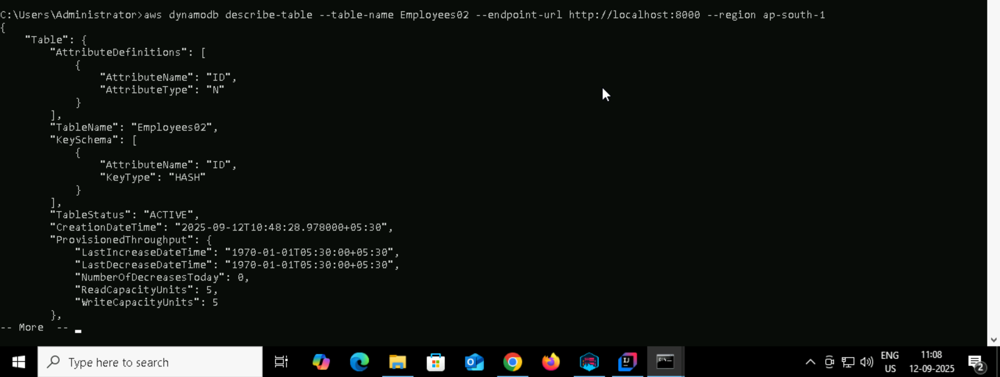 C:\Users\Administrator>aws dynamodb describe-table --table-name Employees02 --endpoint-url http://localhost:8000 --region ap-south-1
{
    "Table": {
        "AttributeDefinitions": [
            {
                "AttributeName": "ID",
                "AttributeType": "N"
            }
        ],
        "TableName": "Employees02",
        "KeySchema": [
            {
                "AttributeName": "ID",
                "KeyType": "HASH"
            }
        ],
        "TableStatus": "ACTIVE",
        "CreationDateTime": "2025-09-12T10:48:28.978000+05:30",
        "ProvisionedThroughput": {
            "LastIncreaseDateTime": "1970-01-01T05:30:00+05:30",
            "LastDecreaseDateTime": "1970-01-01T05:30:00+05:30",
            "NumberOfDecreasesToday": 0,
            "ReadCapacityUnits": 5,
            "WriteCapacityUnits": 5
        },
-- More  --
Type here to search
ENG
US
11:08
12-09-2025
2